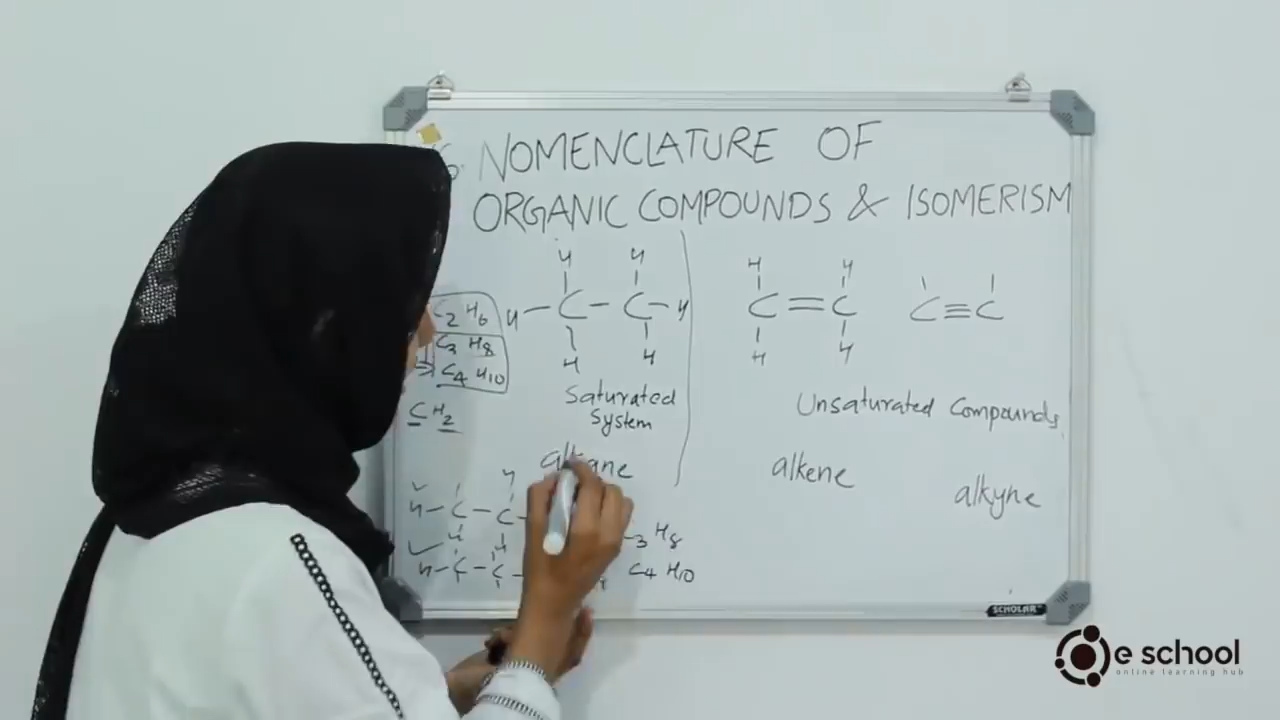 NOMENCLATURE OF
ORGANIC COMPOUNDS & ISOMERISM
H H
H - C - C - H
H H
H H
C = C
H H
C ≡ C
C2 H6
C3 H8
C4 H10
CH2
Saturated
System
Unsaturated Compounds
alkane
alkene
alkyne
H
H - C - C -
C3 H8
H H
H - C - C -
C4 H10
SCHOLAR
e school
online learning hub